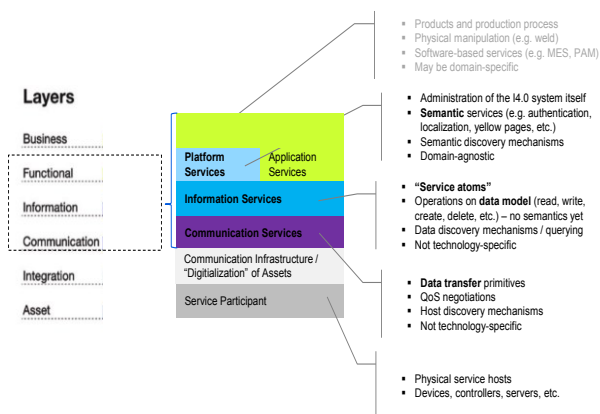 ▪ Products and production process
▪ Physical manipulation (e.g. weld)
▪ Software-based services (e.g. MES, PAM)
▪ May be domain-specific
Layers
Business
Functional
Information
Communication
Integration
Asset
Platform
Services
Application
Services
Information Services
Communication Services
Communication Infrastructure /
“Digitialization” of Assets
Service Participant
▪ Administration of the I4.0 system itself
▪ Semantic services (e.g. authentication,
localization, yellow pages, etc.)
▪ Semantic discovery mechanisms
▪ Domain-agnostic
▪ “Service atoms”
▪ Operations on data model (read, write,
create, delete, etc.) – no semantics yet
▪ Data discovery mechanisms / querying
▪ Not technology-specific
▪ Data transfer primitives
▪ QoS negotiations
▪ Host discovery mechanisms
▪ Not technology-specific
▪ Physical service hosts
▪ Devices, controllers, servers, etc.